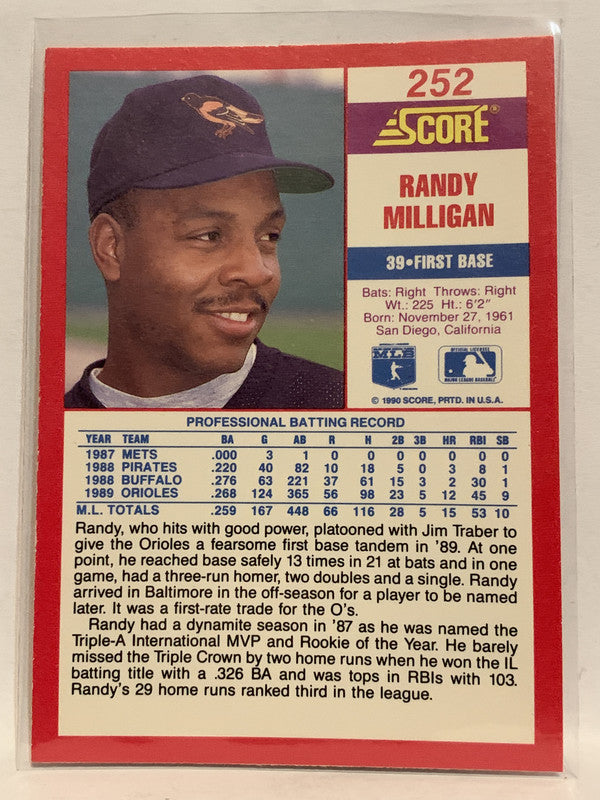 252
SCORE®
RANDY
MILLIGAN
39•FIRST BASE
Bats: Right Throws: Right
Wt.: 225 Ht.: 6'2"
Born: November 27, 1961
San Diego, California
MLB
OFFICIAL LICENSEE
MAJOR LEAGUE BASEBALL
© 1990 SCORE, PRTD. IN U.S.A.
PROFESSIONAL BATTING RECORD
YEAR TEAM BA G AB R H 2B 3B HR RBI SB
1987 METS .000 3 1 0 0 0 0 0 0 0
1988 PIRATES .220 40 82 10 18 5 0 3 8 1
1988 BUFFALO .276 63 221 37 61 15 3 2 30 1
1989 ORIOLES .268 124 365 56 98 23 5 12 45 9
M.L. TOTALS .259 167 448 66 116 28 5 15 53 10
Randy, who hits with good power, platooned with Jim Traber to
give the Orioles a fearsome first base tandem in '89. At one
point, he reached base safely 13 times in 21 at bats and in one
game, had a three-run homer, two doubles and a single. Randy
arrived in Baltimore in the off-season for a player to be named
later. It was a first-rate trade for the O's.
Randy had a dynamite season in '87 as he was named the
Triple-A International MVP and Rookie of the Year. He barely
missed the Triple Crown by two home runs when he won the IL
batting title with a .326 BA and was tops in RBIs with 103.
Randy's 29 home runs ranked third in the league.